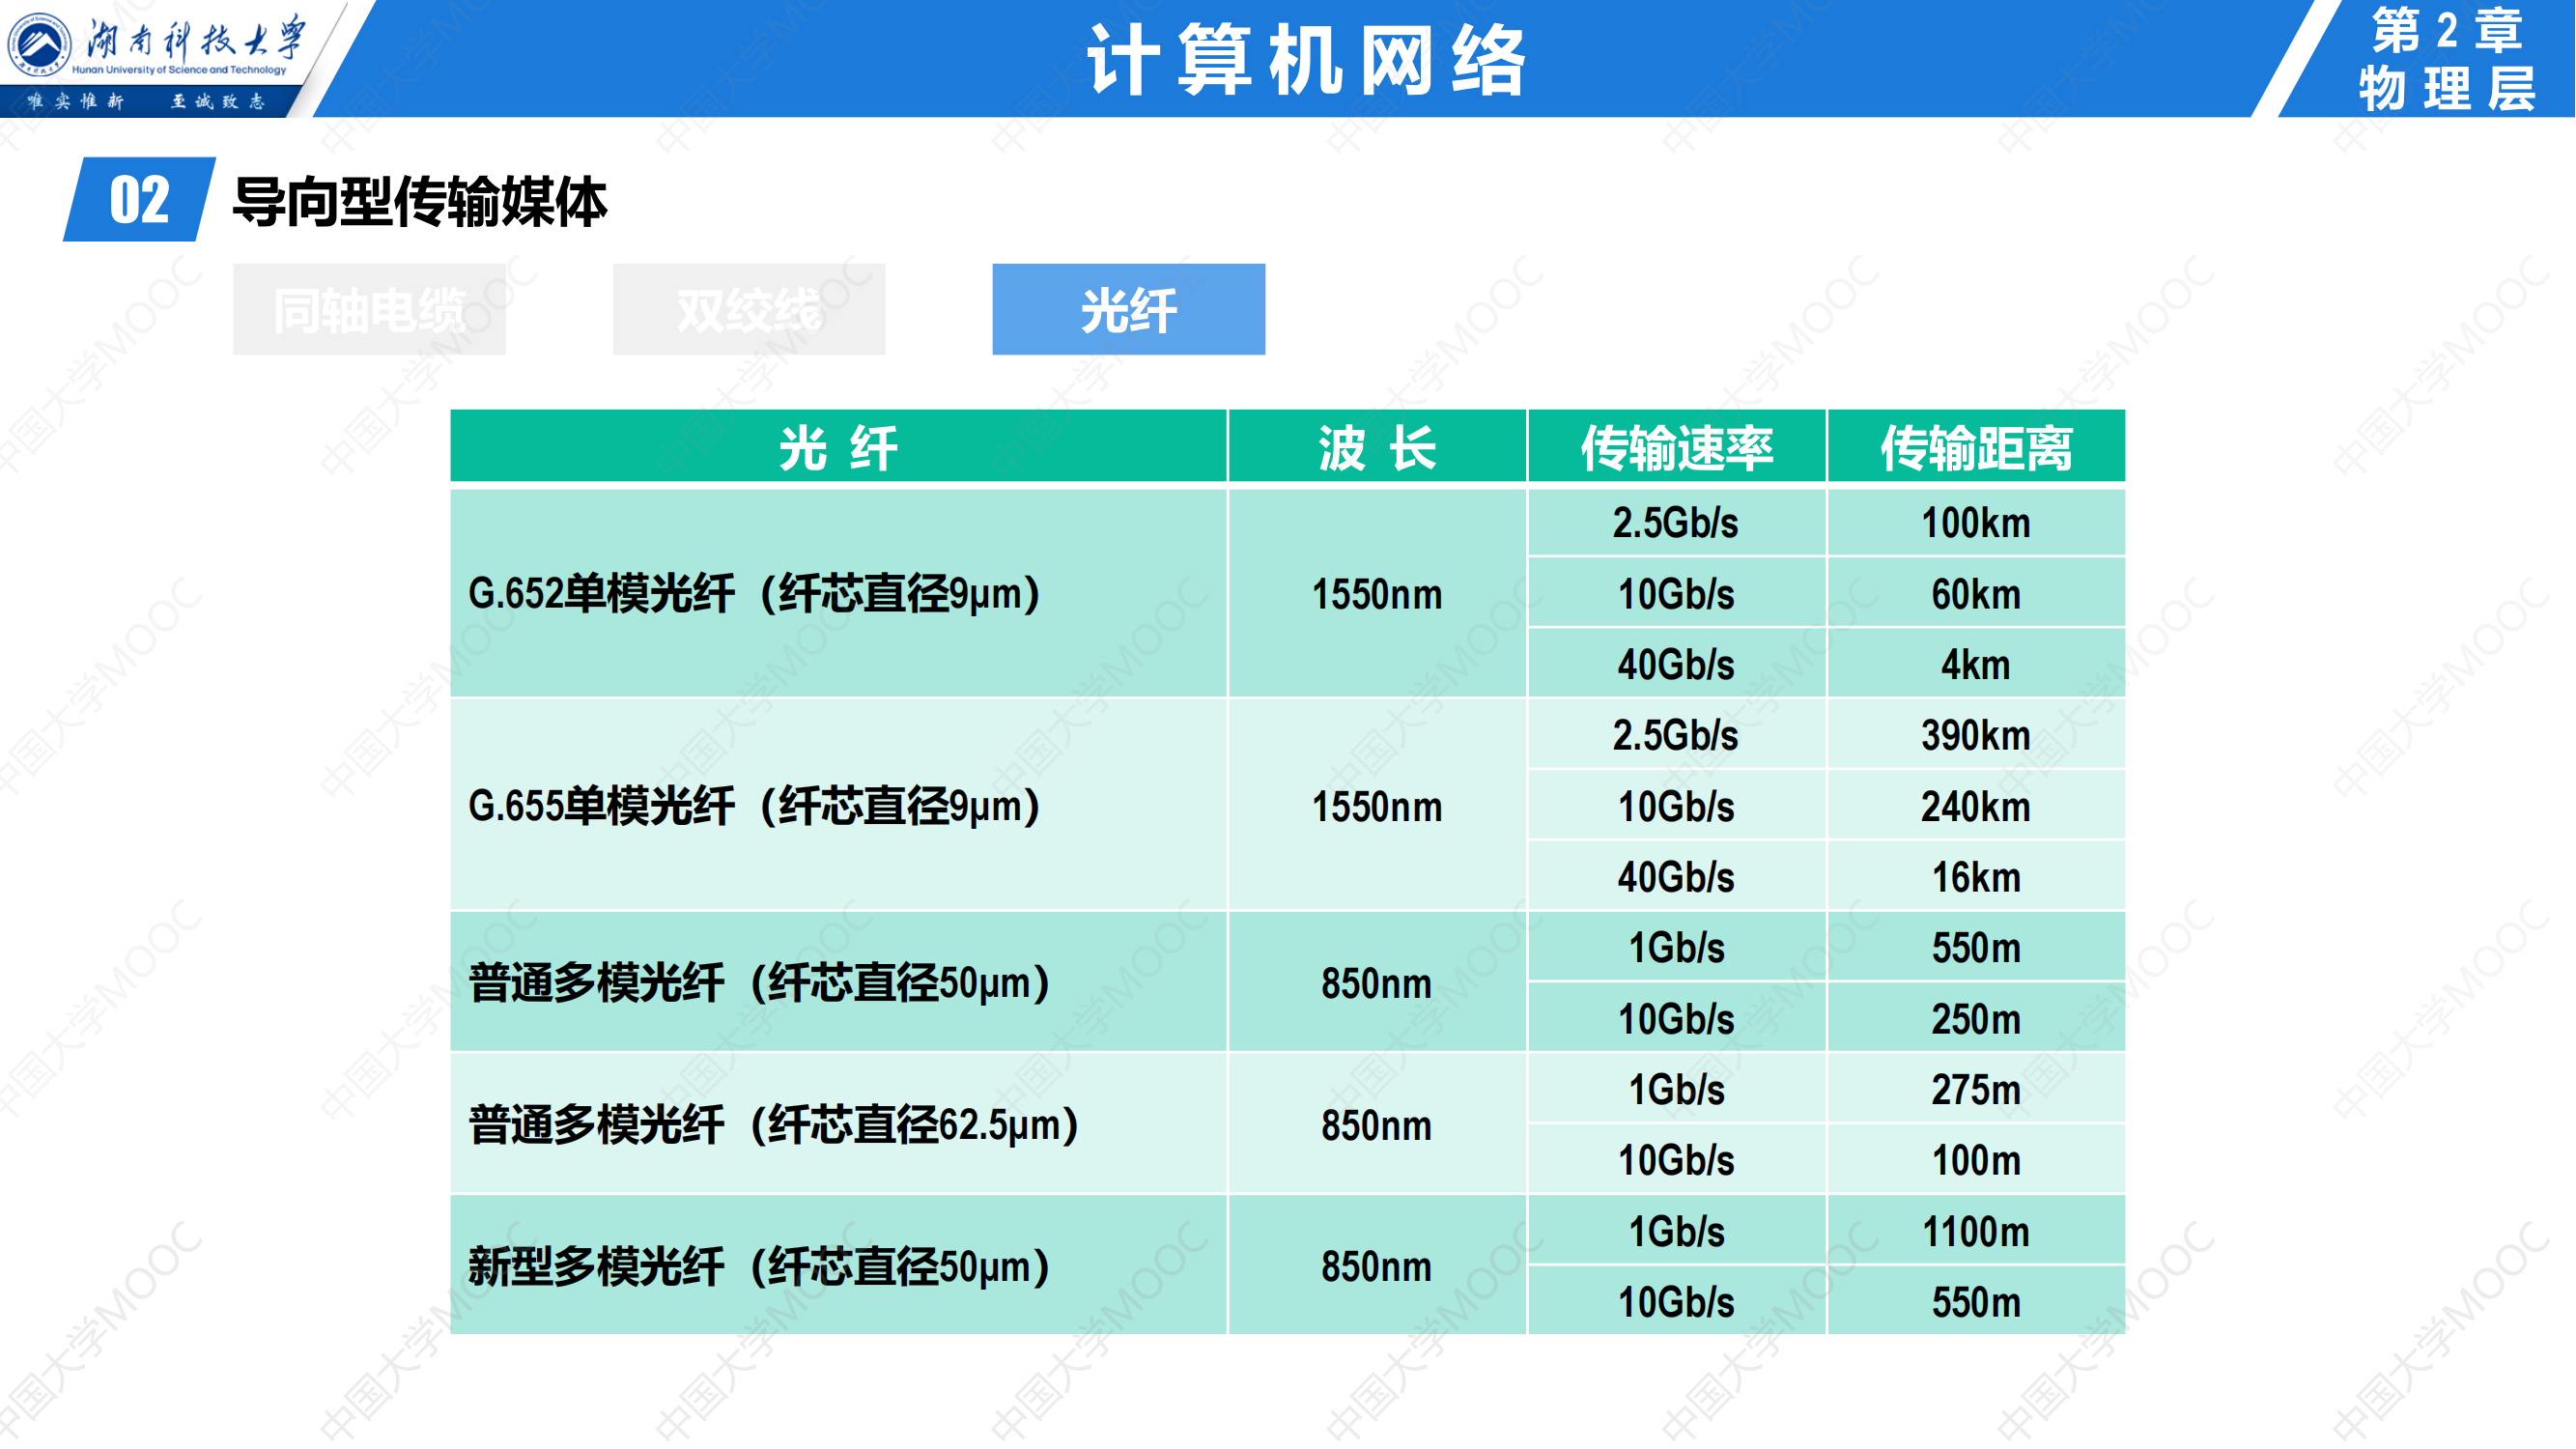 湖南科技大学
Hunan University of Science and Technology
唯实惟新 至诚致志
计算机网络
第2章
物理层
02 导向型传输媒体
同轴电缆 双绞线 光纤
光 纤 波 长 传输速率 传输距离
G.652单模光纤（纤芯直径9μm） 1550nm 2.5Gb/s 100km
10Gb/s 60km
40Gb/s 4km
G.655单模光纤（纤芯直径9μm） 1550nm 2.5Gb/s 390km
10Gb/s 240km
40Gb/s 16km
普通多模光纤（纤芯直径50μm） 850nm 1Gb/s 550m
10Gb/s 250m
普通多模光纤（纤芯直径62.5μm） 850nm 1Gb/s 275m
10Gb/s 100m
新型多模光纤（纤芯直径50μm） 850nm 1Gb/s 1100m
10Gb/s 550m
中国大学MOOC